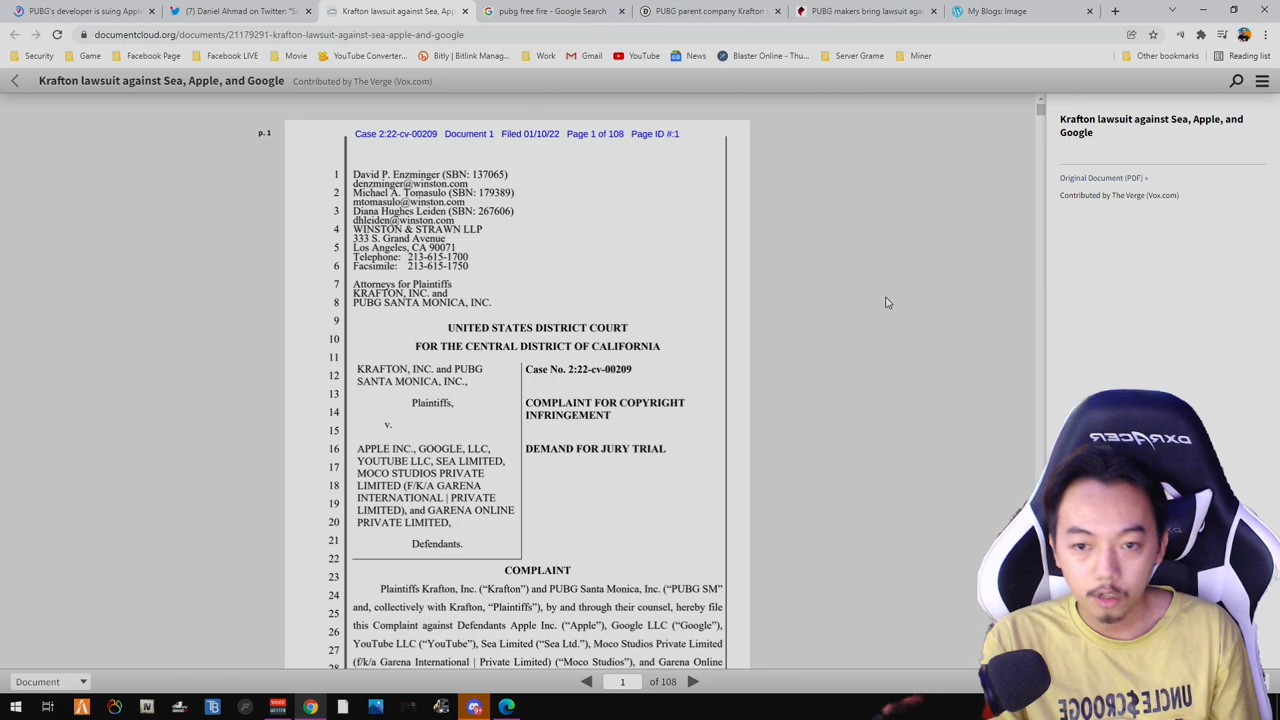 PUBG's developer is suing Apple
(7) Daniel Ahmad on Twitter: "Sc
Krafton lawsuit against Sea, Ap
pubg free fire - Google Search
PUBG parent company Krafton
PUBG makers bring lawsuit aga
My Blogs: Image
documentcloud.org/documents/21179291-krafton-lawsuit-against-sea-apple-and-google
Security
Game
Facebook Page
Facebook LIVE
Movie
YouTube Converter...
Bitly | Bitlink Manag...
Work
Gmail
YouTube
News
Blaster Online - Thu...
Server Grame
Miner
Other bookmarks
Reading list
Krafton lawsuit against Sea, Apple, and Google
Contributed by The Verge (Vox.com)
p. 1
Case 2:22-cv-00209 Document 1 Filed 01/10/22 Page 1 of 108 Page ID #:1
1 David P. Enzminger (SBN: 137065)
denzminger@winston.com
2 Michael A. Tomasulo (SBN: 179389)
mtomasulo@winston.com
3 Diana Hughes Leiden (SBN: 267606)
dhleiden@winston.com
4 WINSTON & STRAWN LLP
333 S. Grand Avenue
5 Los Angeles, CA 90071
Telephone: 213-615-1700
6 Facsimile: 213-615-1750
7 Attorneys for Plaintiffs
KRAFTON, INC. and
8 PUBG SANTA MONICA, INC.
9
UNITED STATES DISTRICT COURT
10
FOR THE CENTRAL DISTRICT OF CALIFORNIA
11
12 KRAFTON, INC. and PUBG
SANTA MONICA, INC.,
13
Plaintiffs,
14
v.
15
16 APPLE INC., GOOGLE, LLC,
YOUTUBE LLC, SEA LIMITED,
17 MOCO STUDIOS PRIVATE
18 LIMITED (F/K/A GARENA
INTERNATIONAL | PRIVATE
19 LIMITED), and GARENA ONLINE
20 PRIVATE LIMITED,
21
Defendants.
22
Case No. 2:22-cv-00209
COMPLAINT FOR COPYRIGHT
INFRINGEMENT
DEMAND FOR JURY TRIAL
COMPLAINT
23
24 Plaintiffs Krafton, Inc. (“Krafton”) and PUBG Santa Monica, Inc. (“PUBG SM”
25 and, collectively with Krafton, “Plaintiffs”), by and through their counsel, hereby file
26 this Complaint against Defendants Apple Inc. (“Apple”), Google LLC (“Google”),
27 YouTube LLC (“YouTube”), Sea Limited (“Sea Ltd.”), Moco Studios Private Limited
28 (f/k/a Garena International | Private Limited) (“Moco Studios”), and Garena Online
Krafton lawsuit against Sea, Apple, and
Google
Original Document (PDF) »
Contributed by The Verge (Vox.com)
DXRACER
UNCLE $CROOGE
Document
1 of 108